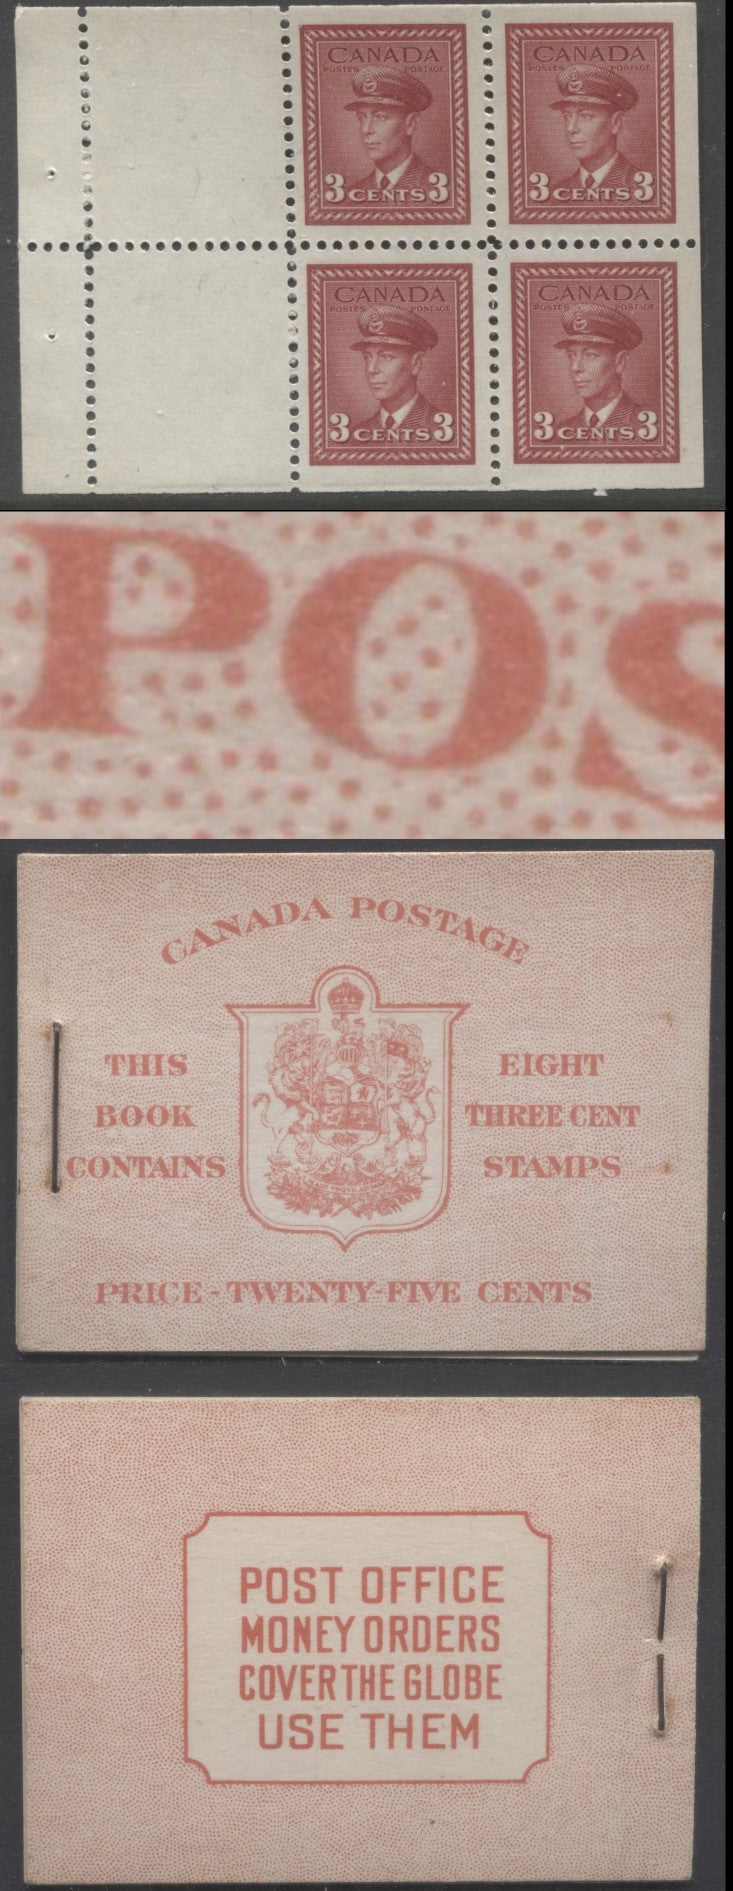 CANADA
POSTES POSTAGE
3 CENTS 3
CANADA
POSTES POSTAGE
3 CENTS 3
CANADA
POSTES POSTAGE
3 CENTS 3
CANADA
POSTES POSTAGE
3 CENTS 3
POS
CANADA POSTAGE
THIS
BOOK
CONTAINS
EIGHT
THREE CENT
STAMPS
PRICE - TWENTY-FIVE CENTS
POST OFFICE
MONEY ORDERS
COVER THE GLOBE
USE THEM